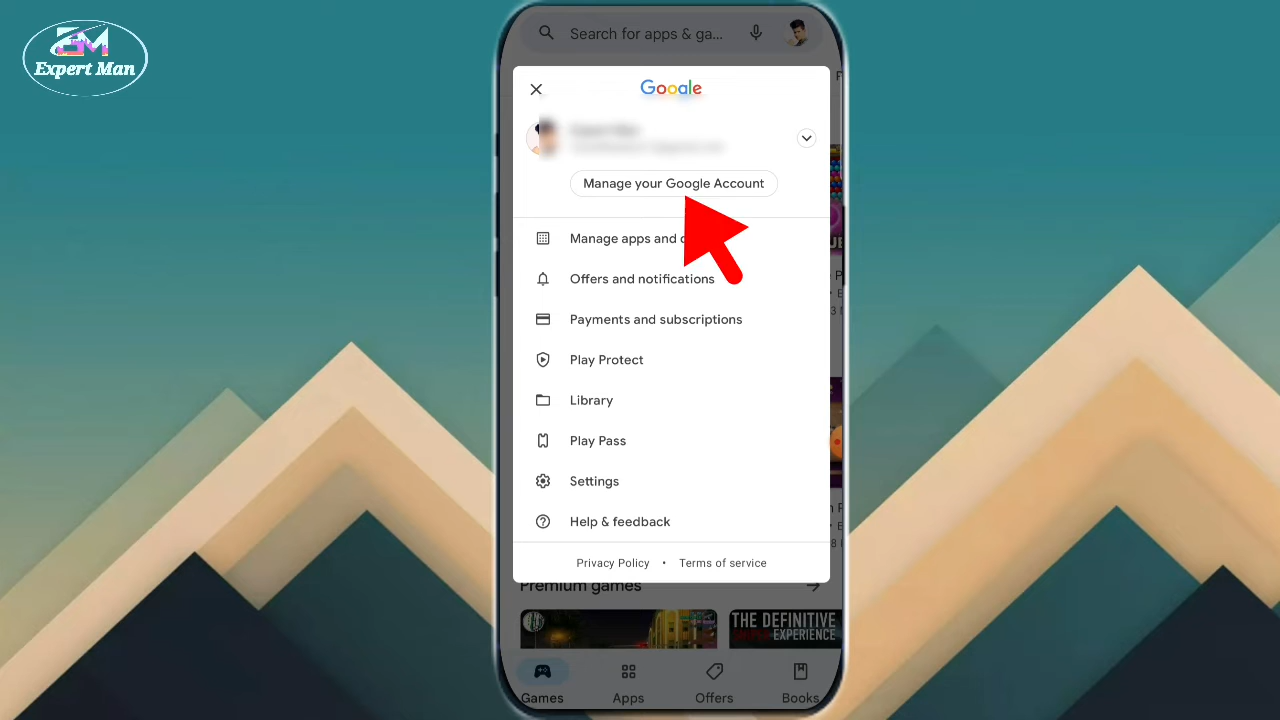 EM
Expert Man
Search for apps & ga...
Google
Manage your Google Account
Manage apps and
Offers and notifications
Payments and subscriptions
Play Protect
Library
Play Pass
Settings
Help & feedback
Privacy Policy • Terms of service
Premium games
THE DEFINITIVE
EXPERIENCE
Games
Apps
Offers
Books